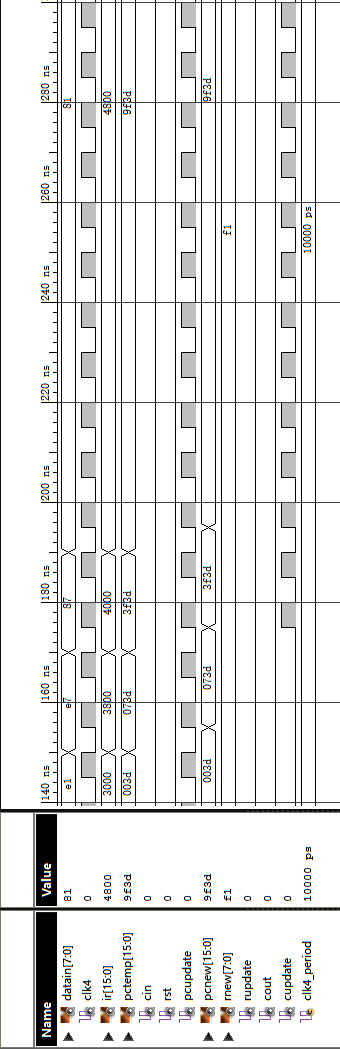 Name Value 140 ns 160 ns 180 ns 200 ns 220 ns 240 ns 260 ns 280 ns
datain[7:0] 81 e1 e7 87 81
clk4 0
ir[15:0] 4800 3000 3800 4000 4800
pctemp[15:0] 9f3d 003d 073d 3f3d 9f3d
cin 0
rst 0
pcupdate 0
pcnew[15:0] 9f3d 003d 073d 3f3d 9f3d
rnew[7:0] f1 f1
rupdate 0
cout 0
cupdate 0
clk4_period 10000 ps 10000 ps